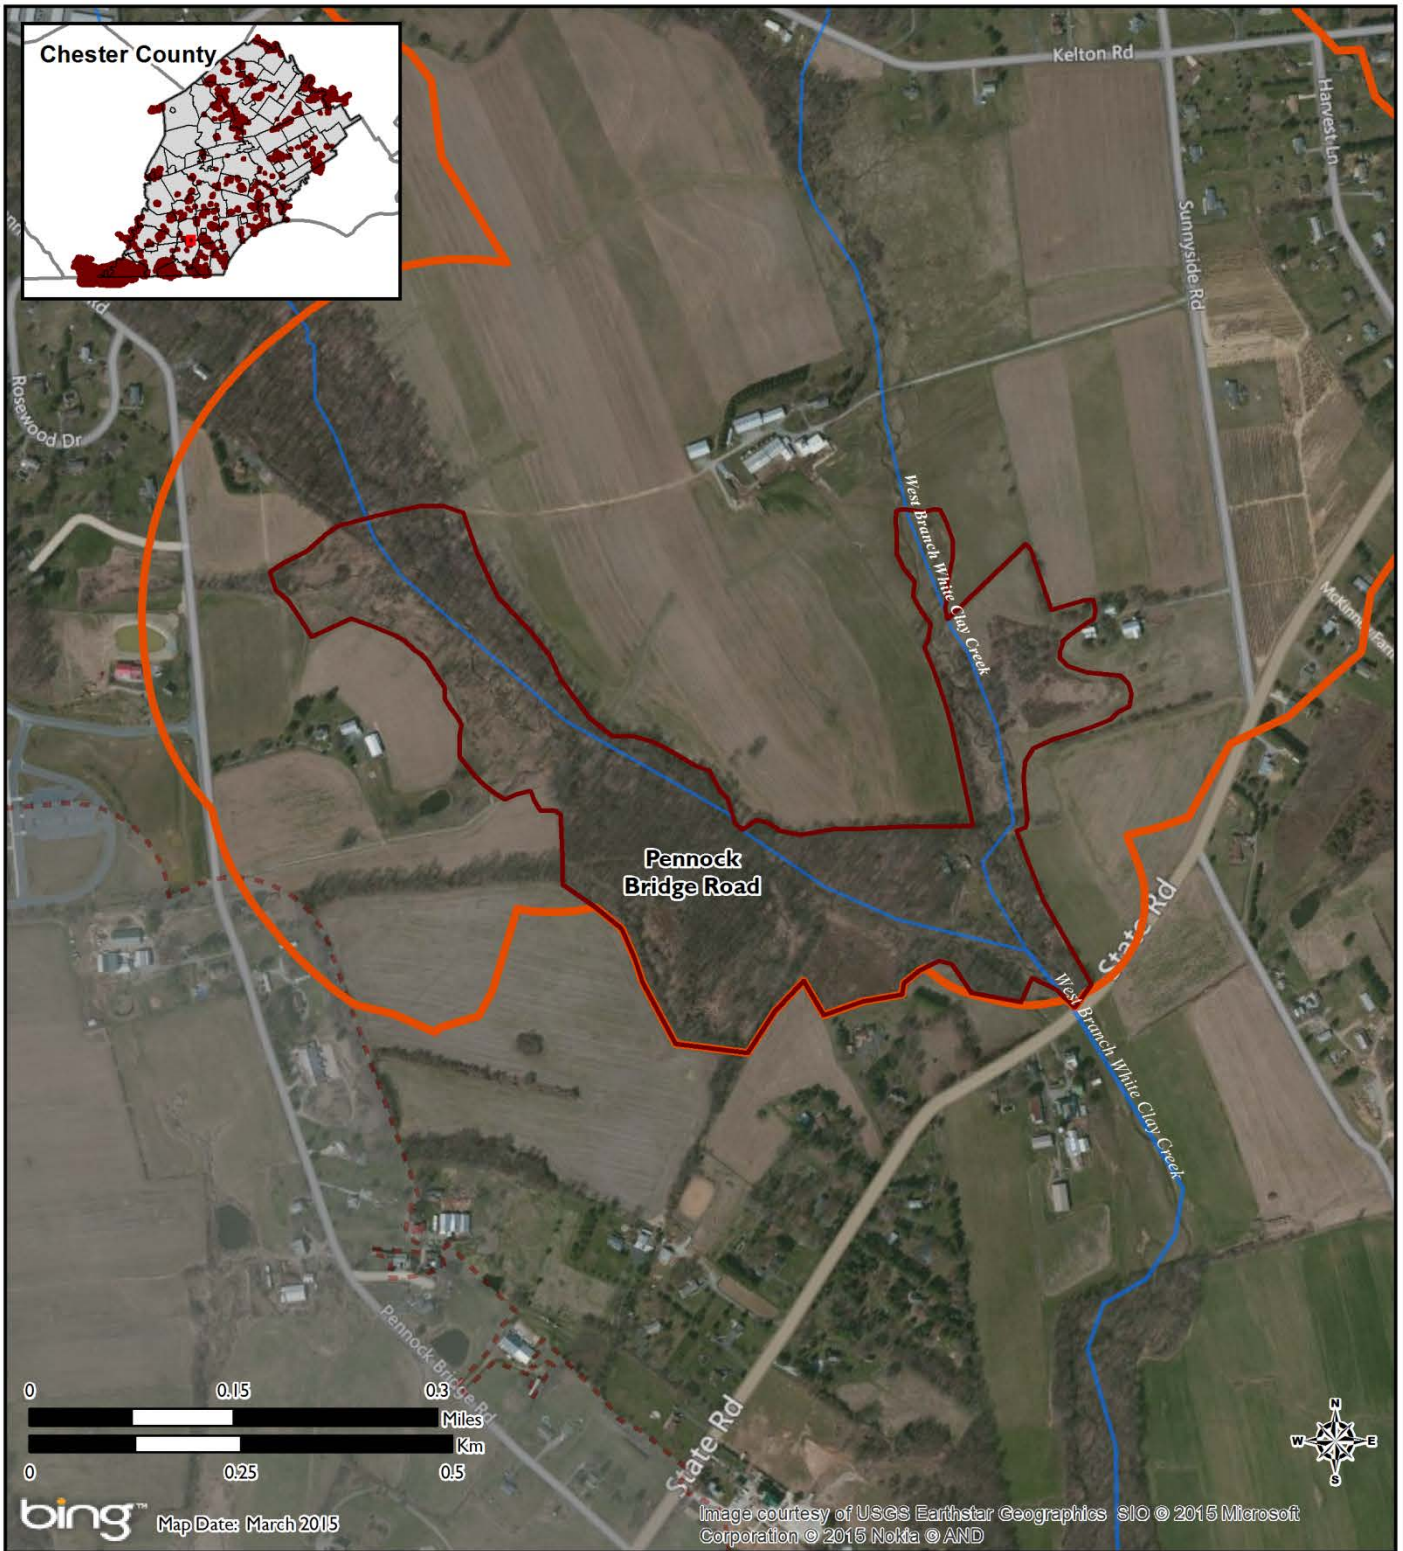 Chester County
Kelton Rd
Harvest Ln
Sunnyside Rd
Rd
Rosewood Dr
West Branch White Clay Creek
Pennock
Bridge Road
State Rd
West Branch White Clay Creek
Pennock Bridge Rd
State Rd
0 0.15 0.3
Miles
Km
0 0.25 0.5
N
W E
S
bing™
Map Date: March 2015
Image courtesy of USGS Earthstar Geographics SIO © 2015 Microsoft
Corporation © 2015 Nokia © AND